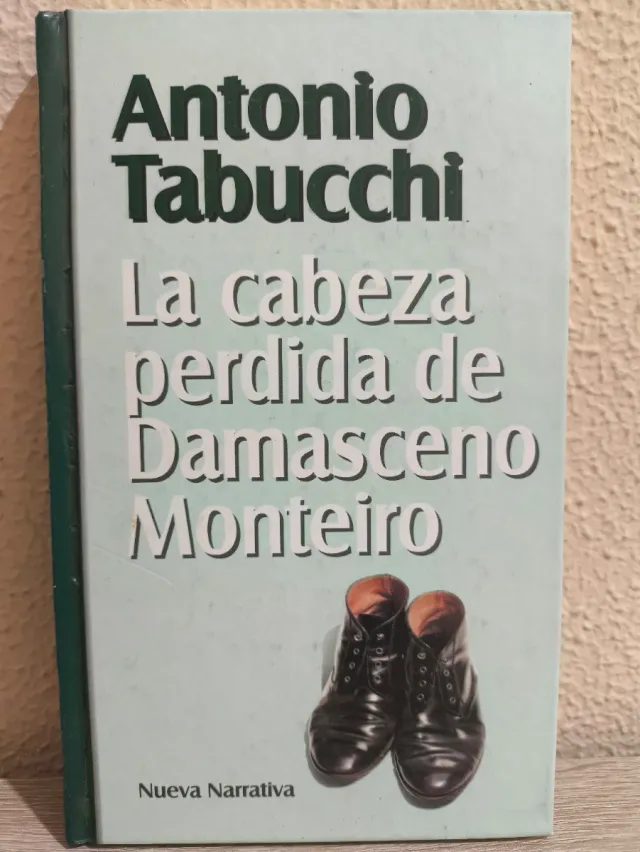 Antonio
Tabucchi
La cabeza
perdida de
Damasceno
Monteiro
Nueva Narrativa